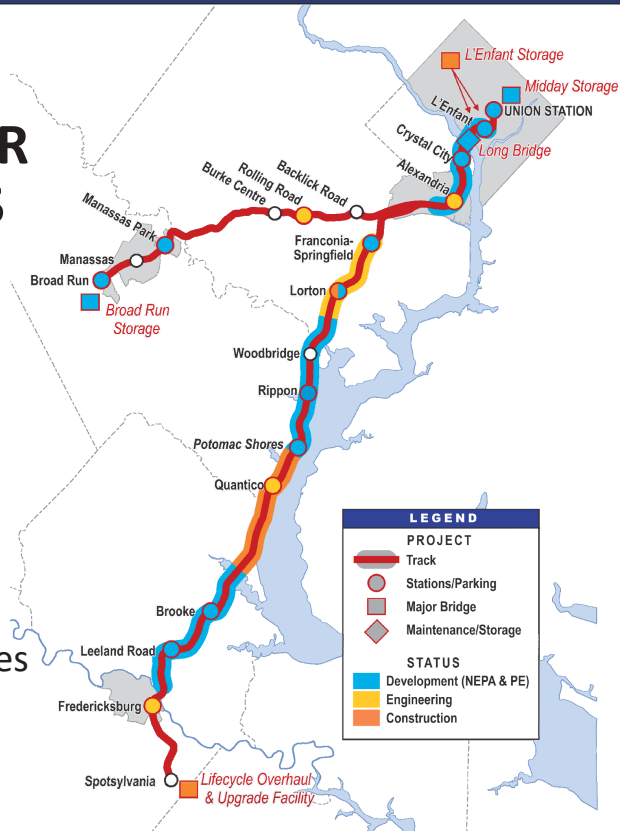 R
S
es
L'Enfant Storage
Midday Storage
L'Enfant
UNION STATION
Crystal City
Long Bridge
Alexandria
Backlick Road
Rolling Road
Burke Centre
Manassas Park
Franconia-
Springfield
Manassas
Broad Run
Lorton
Broad Run
Storage
Woodbridge
Rippon
Potomac Shores
Quantico
Brooke
Leeland Road
Fredericksburg
Spotsylvania
Lifecycle Overhaul
& Upgrade Facility
LEGEND
PROJECT
Track
Stations/Parking
Major Bridge
Maintenance/Storage
STATUS
Development (NEPA & PE)
Engineering
Construction